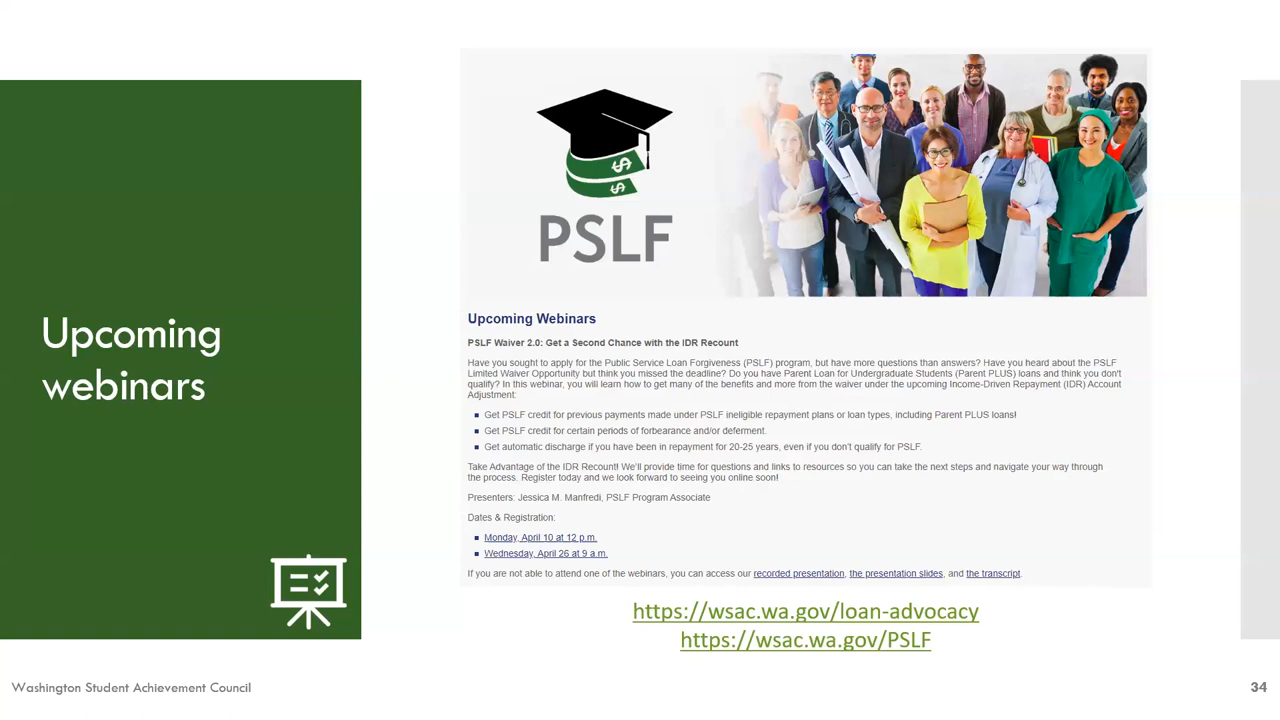 Upcoming
webinars
$
$
PSLF
Upcoming Webinars
PSLF Waiver 2.0: Get a Second Chance with the IDR Recount
Have you sought to apply for the Public Service Loan Forgiveness (PSLF) program, but have more questions than answers? Have you heard about the PSLF
Limited Waiver Opportunity but think you missed the deadline? Do you have Parent Loan for Undergraduate Students (Parent PLUS) loans and think you don't
qualify? In this webinar, you will learn how to get many of the benefits and more from the waiver under the upcoming Income-Driven Repayment (IDR) Account
Adjustment:
▪ Get PSLF credit for previous payments made under PSLF ineligible repayment plans or loan types, including Parent PLUS loans!
▪ Get PSLF credit for certain periods of forbearance and/or deferment.
▪ Get automatic discharge if you have been in repayment for 20-25 years, even if you don't qualify for PSLF.
Take Advantage of the IDR Recount! We'll provide time for questions and links to resources so you can take the next steps and navigate your way through
the process. Register today and we look forward to seeing you online soon!
Presenters: Jessica M. Manfredi, PSLF Program Associate
Dates & Registration:
▪ Monday, April 10 at 12 p.m.
▪ Wednesday, April 26 at 9 a.m.
If you are not able to attend one of the webinars, you can access our recorded presentation, the presentation slides, and the transcript.
https://wsac.wa.gov/loan-advocacy
https://wsac.wa.gov/PSLF
Washington Student Achievement Council
34